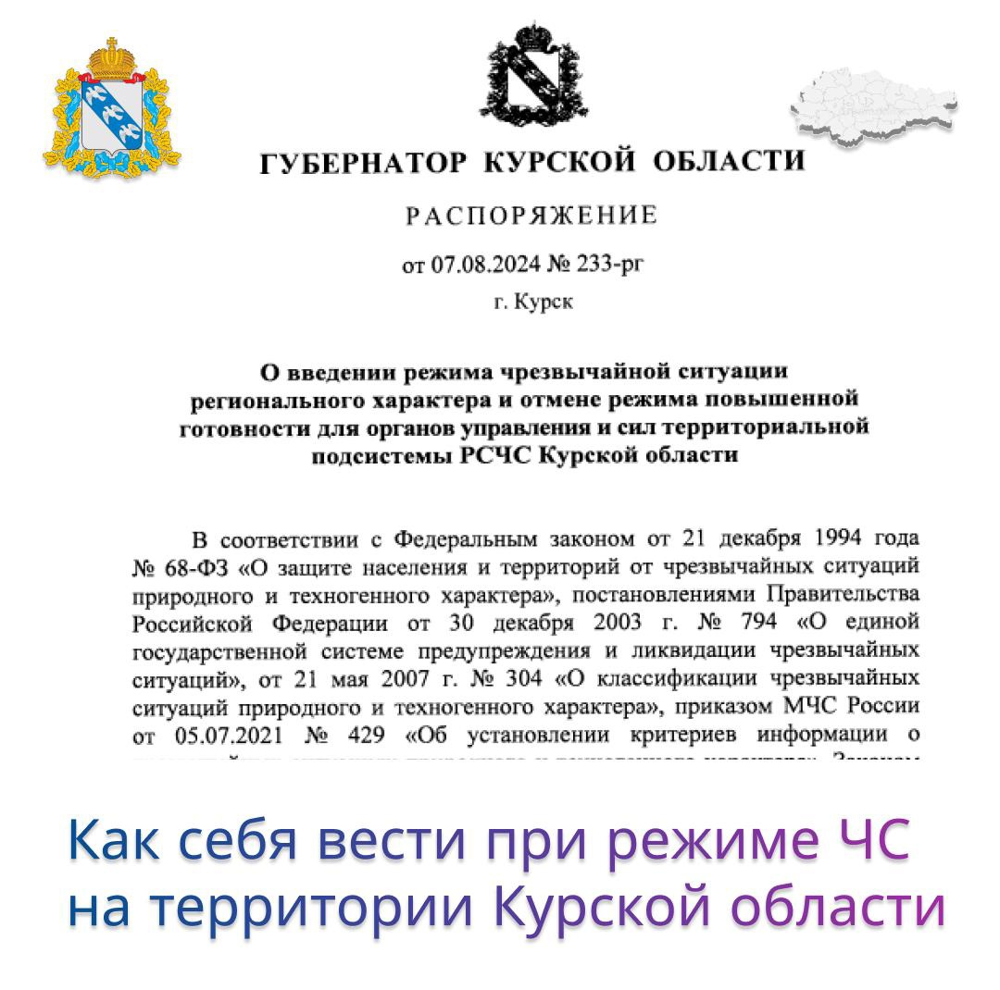 ГУБЕРНАТОР КУРСКОЙ ОБЛАСТИ
РАСПОРЯЖЕНИЕ
от 07.08.2024 № 233-рг
г. Курск
О введении режима чрезвычайной ситуации
регионального характера и отмене режима повышенной
готовности для органов управления и сил территориальной
подсистемы РСЧС Курской области
В соответствии с Федеральным законом от 21 декабря 1994 года
№ 68-ФЗ «О защите населения и территорий от чрезвычайных ситуаций
природного и техногенного характера», постановлениями Правительства
Российской Федерации от 30 декабря 2003 г. № 794 «О единой
государственной системе предупреждения и ликвидации чрезвычайных
ситуаций», от 21 мая 2007 г. № 304 «О классификации чрезвычайных
ситуаций природного и техногенного характера», приказом МЧС России
от 05.07.2021 № 429 «Об установлении критериев информации о
Как себя вести при режиме ЧС
на территории Курской области